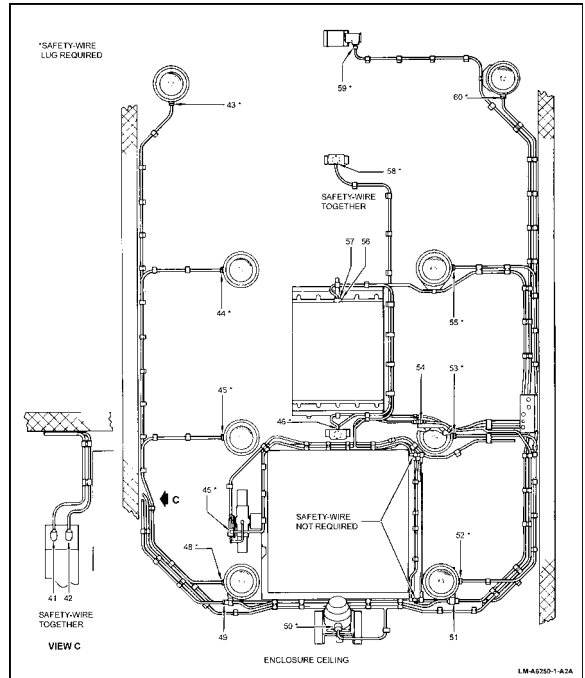 *SAFETY-WIRE
LUG REQUIRED
43 *
59 *
60 *
58 *
SAFETY-WIRE
TOGETHER
57 56
44 *
55 *
45 *
46 *
54
53 *
C
45 *
SAFETY-WIRE
NOT REQUIRED
52 *
48 *
41 42
49
50 *
51
SAFETY-WIRE
TOGETHER
VIEW C
ENCLOSURE CEILING
LM-A5250-1-A2A